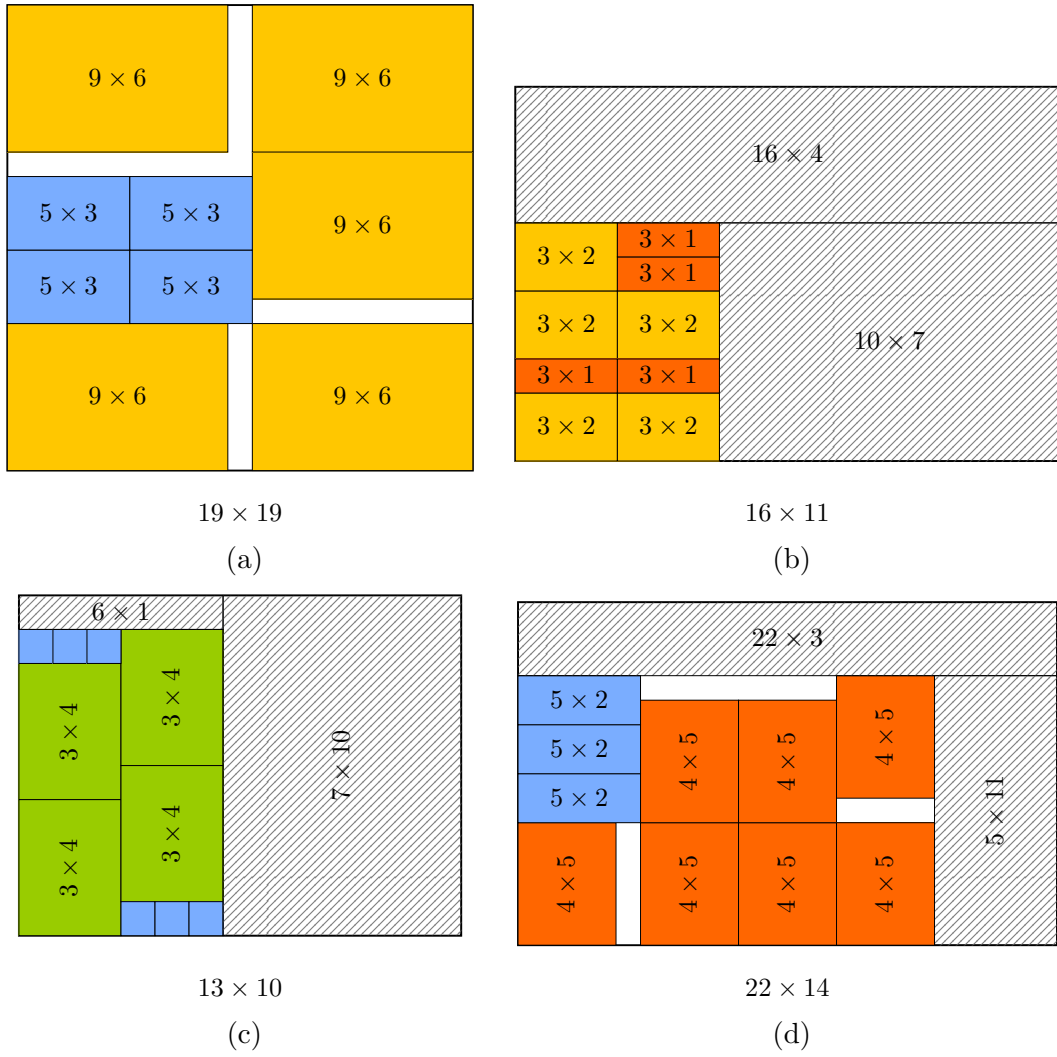 9 × 6
9 × 6
5 × 3
5 × 3
9 × 6
5 × 3
5 × 3
9 × 6
9 × 6
19 × 19
(a)
16 × 4
3 × 2
3 × 1
3 × 1
3 × 2
3 × 2
10 × 7
3 × 1
3 × 1
3 × 2
3 × 2
16 × 11
(b)
6 × 1
3 × 4
3 × 4
3 × 4
3 × 4
7 × 10
13 × 10
(c)
22 × 3
5 × 2
5 × 2
5 × 2
4 × 5
4 × 5
4 × 5
4 × 5
4 × 5
4 × 5
4 × 5
5 × 11
22 × 14
(d)